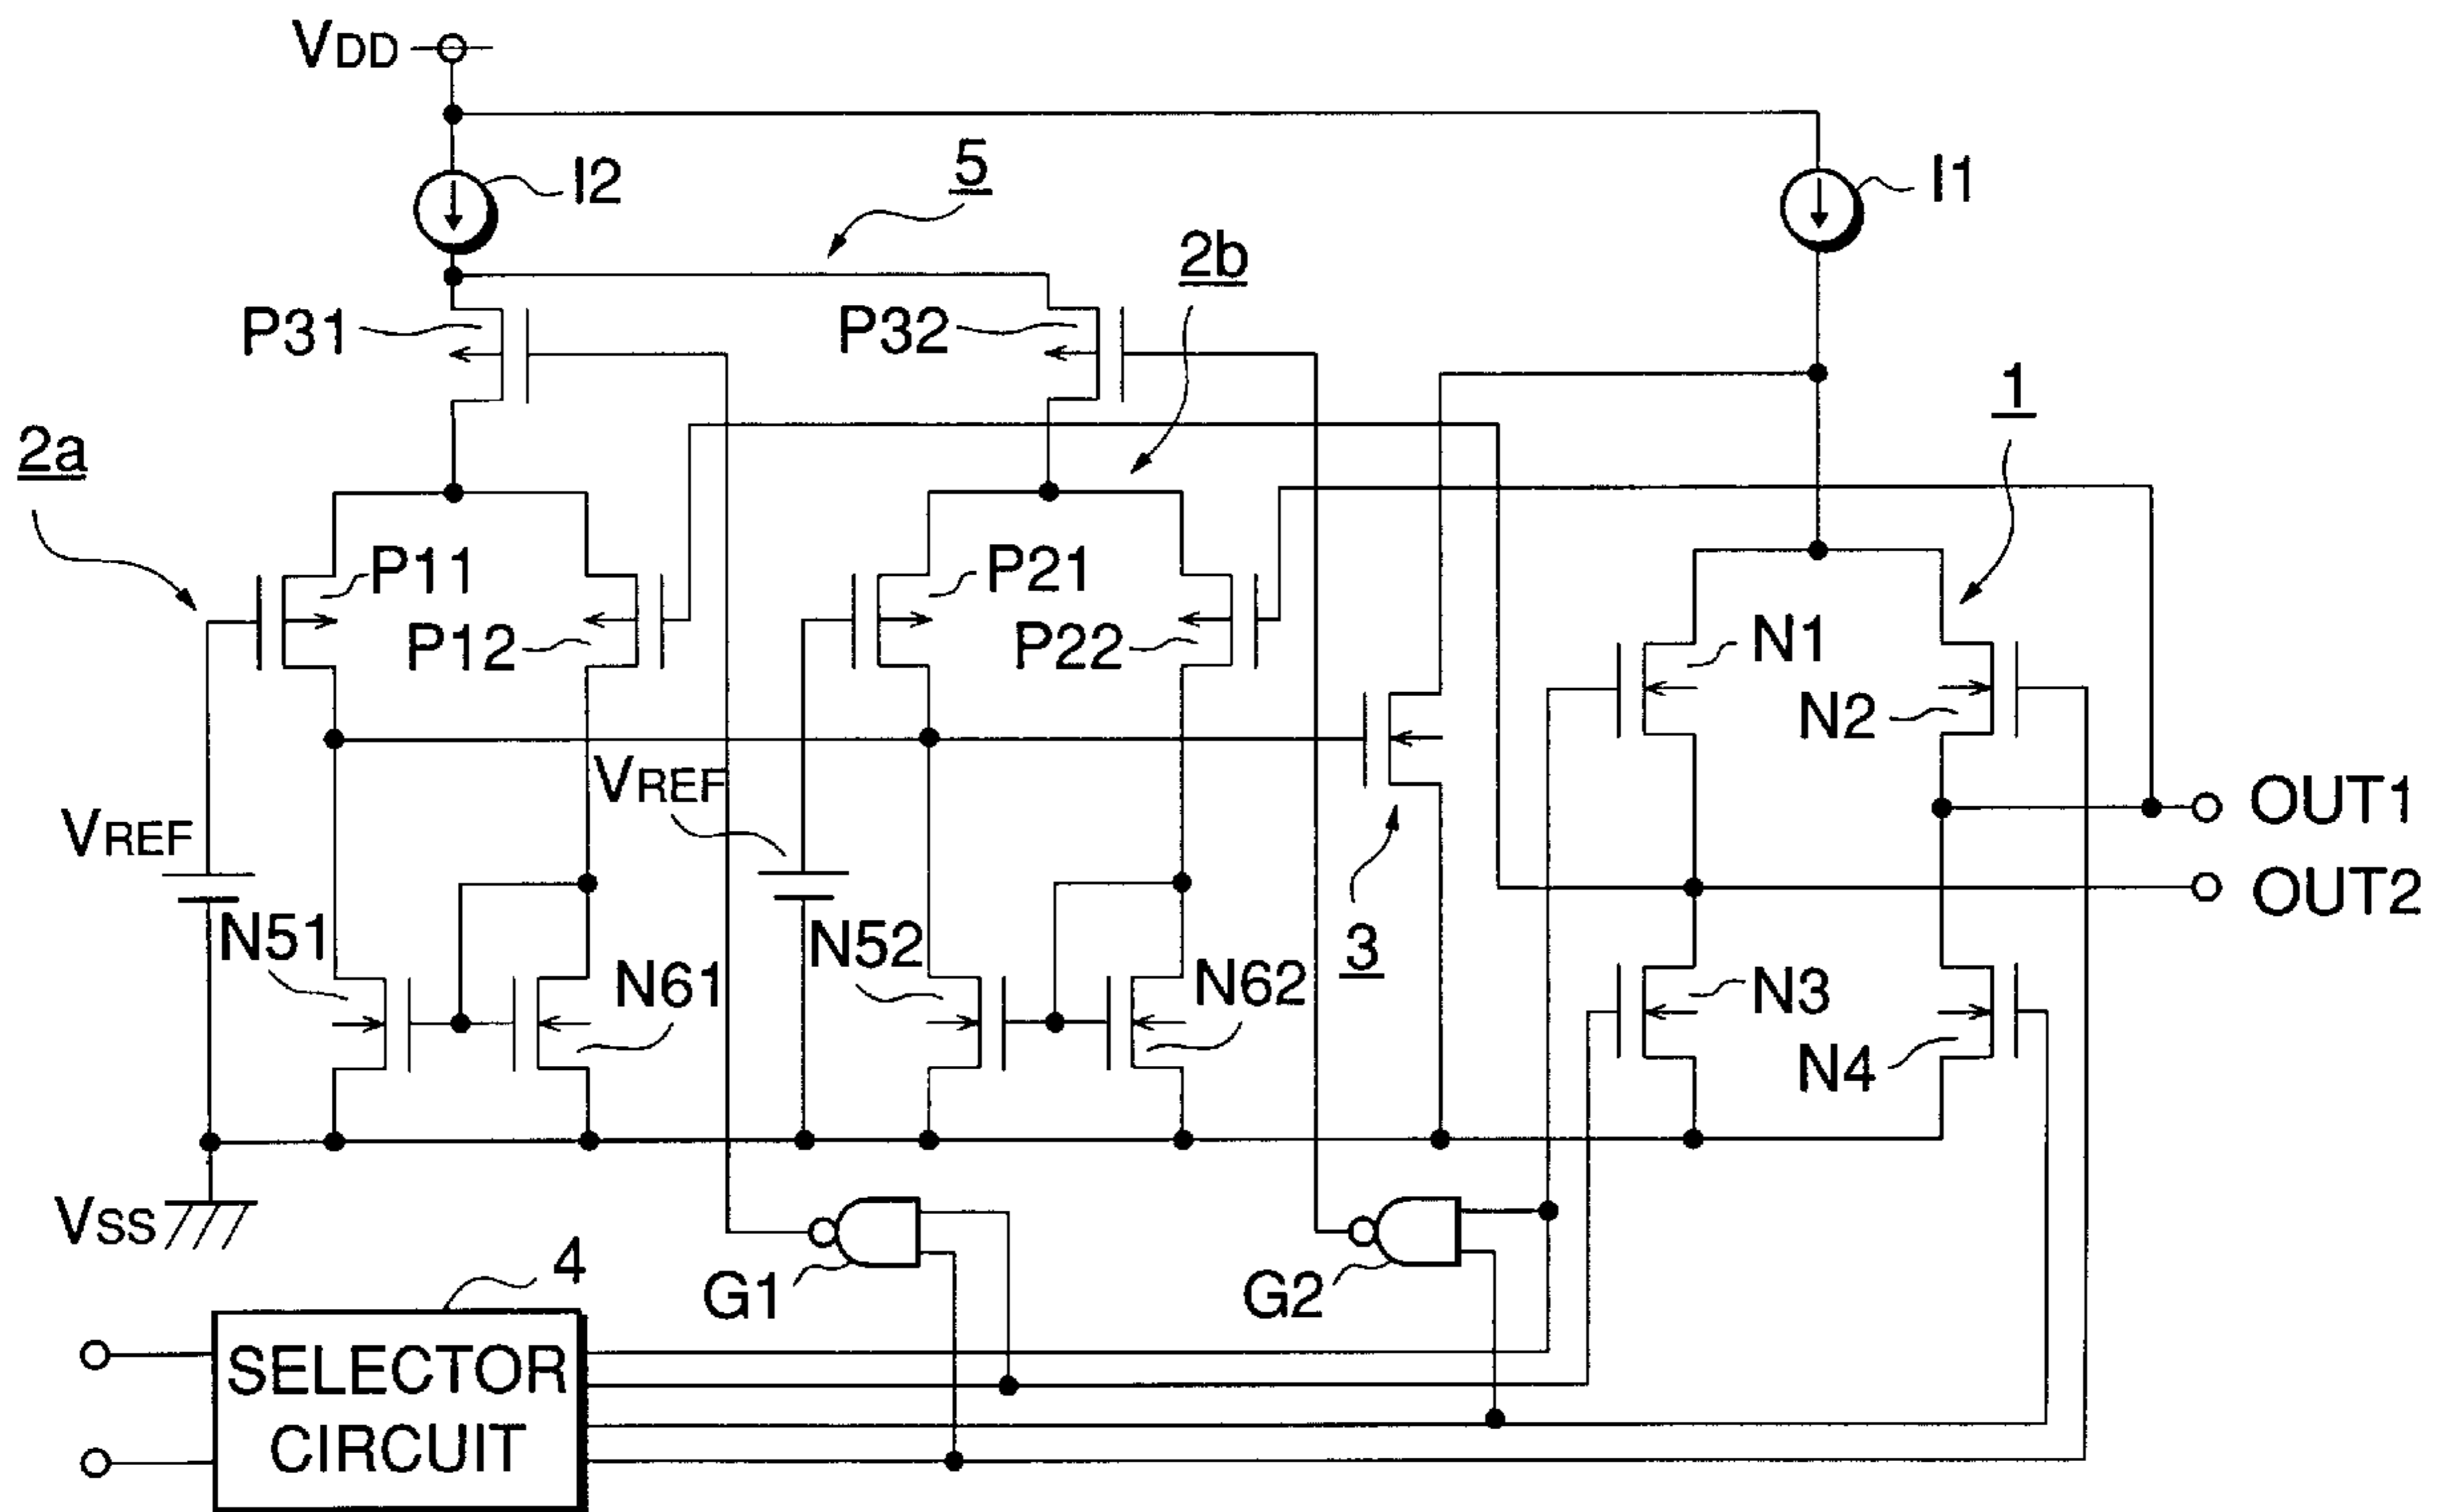 VDD
I2
5
I1
2b
P31
P32
1
2a
P11
P21
P12
P22
N1
N2
VREF
VREF
OUT1
OUT2
N51
N52
3
N61
N62
N3
N4
VSS
4
G1
G2
SELECTOR
CIRCUIT